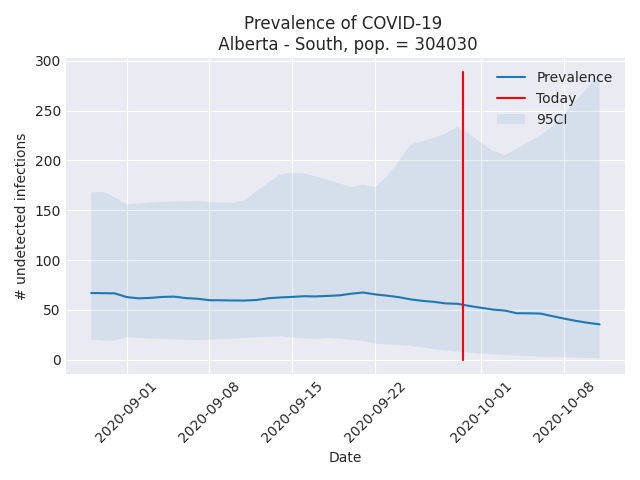 Prevalence of COVID-19
Alberta - South, pop. = 304030
300
250
200
150
100
50
0
# undetected infections
Prevalence
Today
95CI
2020-09-01
2020-09-08
2020-09-15
2020-09-22
2020-10-01
2020-10-08
Date